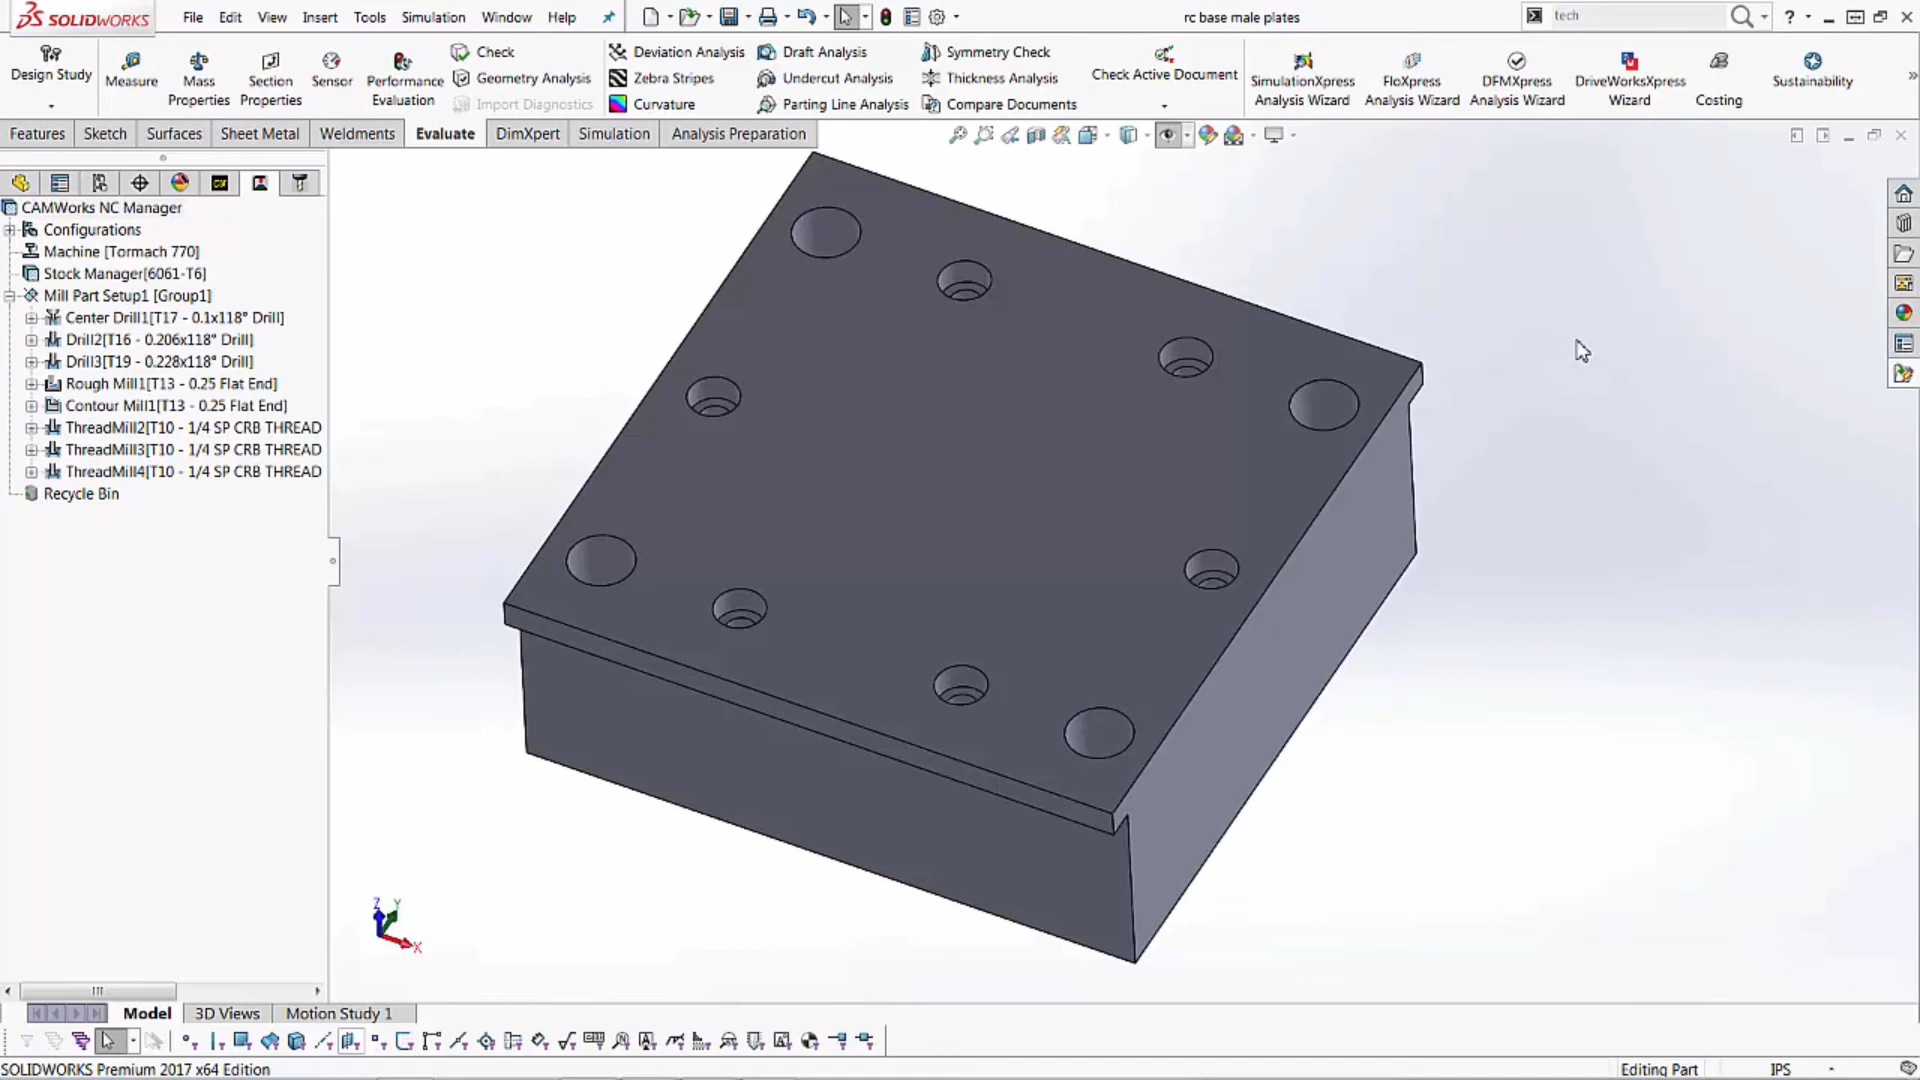 SOLIDWORKS File Edit View Insert Tools Simulation Window Help rc base male plates tech
Design Study
Measure
Mass Properties
Section Properties
Sensor
Performance Evaluation
Check
Geometry Analysis
Import Diagnostics
Deviation Analysis
Zebra Stripes
Curvature
Draft Analysis
Undercut Analysis
Parting Line Analysis
Symmetry Check
Thickness Analysis
Compare Documents
Check Active Document
SimulationXpress Analysis Wizard
FloXpress Analysis Wizard
DFMXpress Analysis Wizard
DriveWorksXpress Wizard
Costing
Sustainability
Features Sketch Surfaces Sheet Metal Weldments Evaluate DimXpert Simulation Analysis Preparation
CAMWorks NC Manager
Configurations
Machine [Tormach 770]
Stock Manager[6061-T6]
Mill Part Setup1 [Group1]
Center Drill1[T17 - 0.1x118° Drill]
Drill2[T16 - 0.206x118° Drill]
Drill3[T19 - 0.228x118° Drill]
Rough Mill1[T13 - 0.25 Flat End]
Contour Mill1[T13 - 0.25 Flat End]
ThreadMill2[T10 - 1/4 SP CRB THREAD
ThreadMill3[T10 - 1/4 SP CRB THREAD
ThreadMill4[T10 - 1/4 SP CRB THREAD
Recycle Bin
Z Y X
Model 3D Views Motion Study 1
SOLIDWORKS Premium 2017 x64 Edition Editing Part IPS -